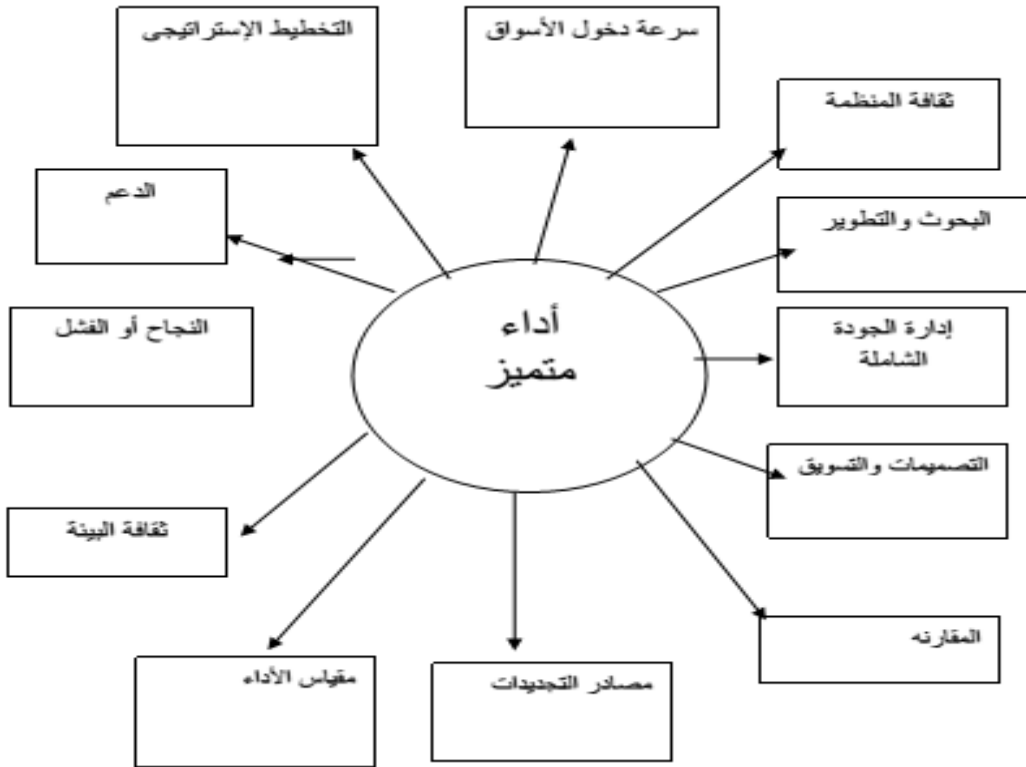 سرعة دخول الأسواق
التخطيط الإستراتيجى
ثقافة المنظمة
الدعم
البحوث والتطوير
أداء
متميز
إدارة الجودة
الشاملة
النجاح أو الفشل
التصميمات والتسويق
ثقافة البيئة
المقارنه
مقياس الأداء
مصادر التجديدات